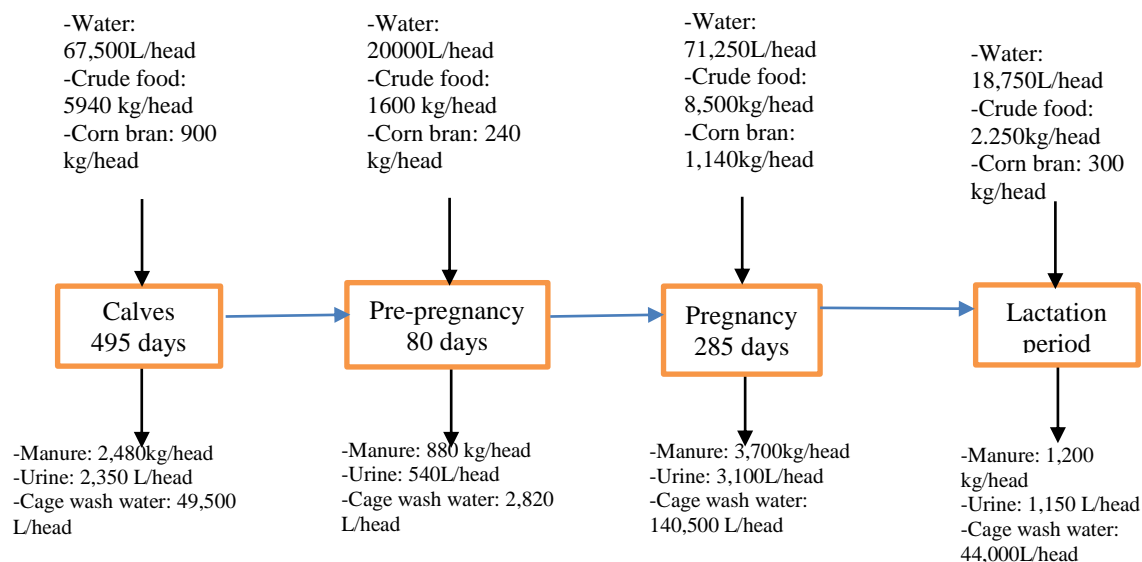 -Water:
67,500L/head
-Crude food:
5940 kg/head
-Corn bran: 900
kg/head
-Water:
20000L/head
-Crude food:
1600 kg/head
-Corn bran: 240
kg/head
-Water:
71,250L/head
-Crude food:
8,500kg/head
-Corn bran:
1,140kg/head
-Water:
18,750L/head
-Crude food:
2.250kg/head
-Corn bran: 300
kg/head
Calves
495 days
Pre-pregnancy
80 days
Pregnancy
285 days
Lactation
period
-Manure: 2,480kg/head
-Urine: 2,350 L/head
-Cage wash water: 49,500
L/head
-Manure: 880 kg/head
-Urine: 540L/head
-Cage wash water: 2,820
L/head
-Manure: 3,700kg/head
-Urine: 3,100L/head
-Cage wash water:
140,500 L/head
-Manure: 1,200
kg/head
-Urine: 1,150 L/head
-Cage wash water:
44,000L/head